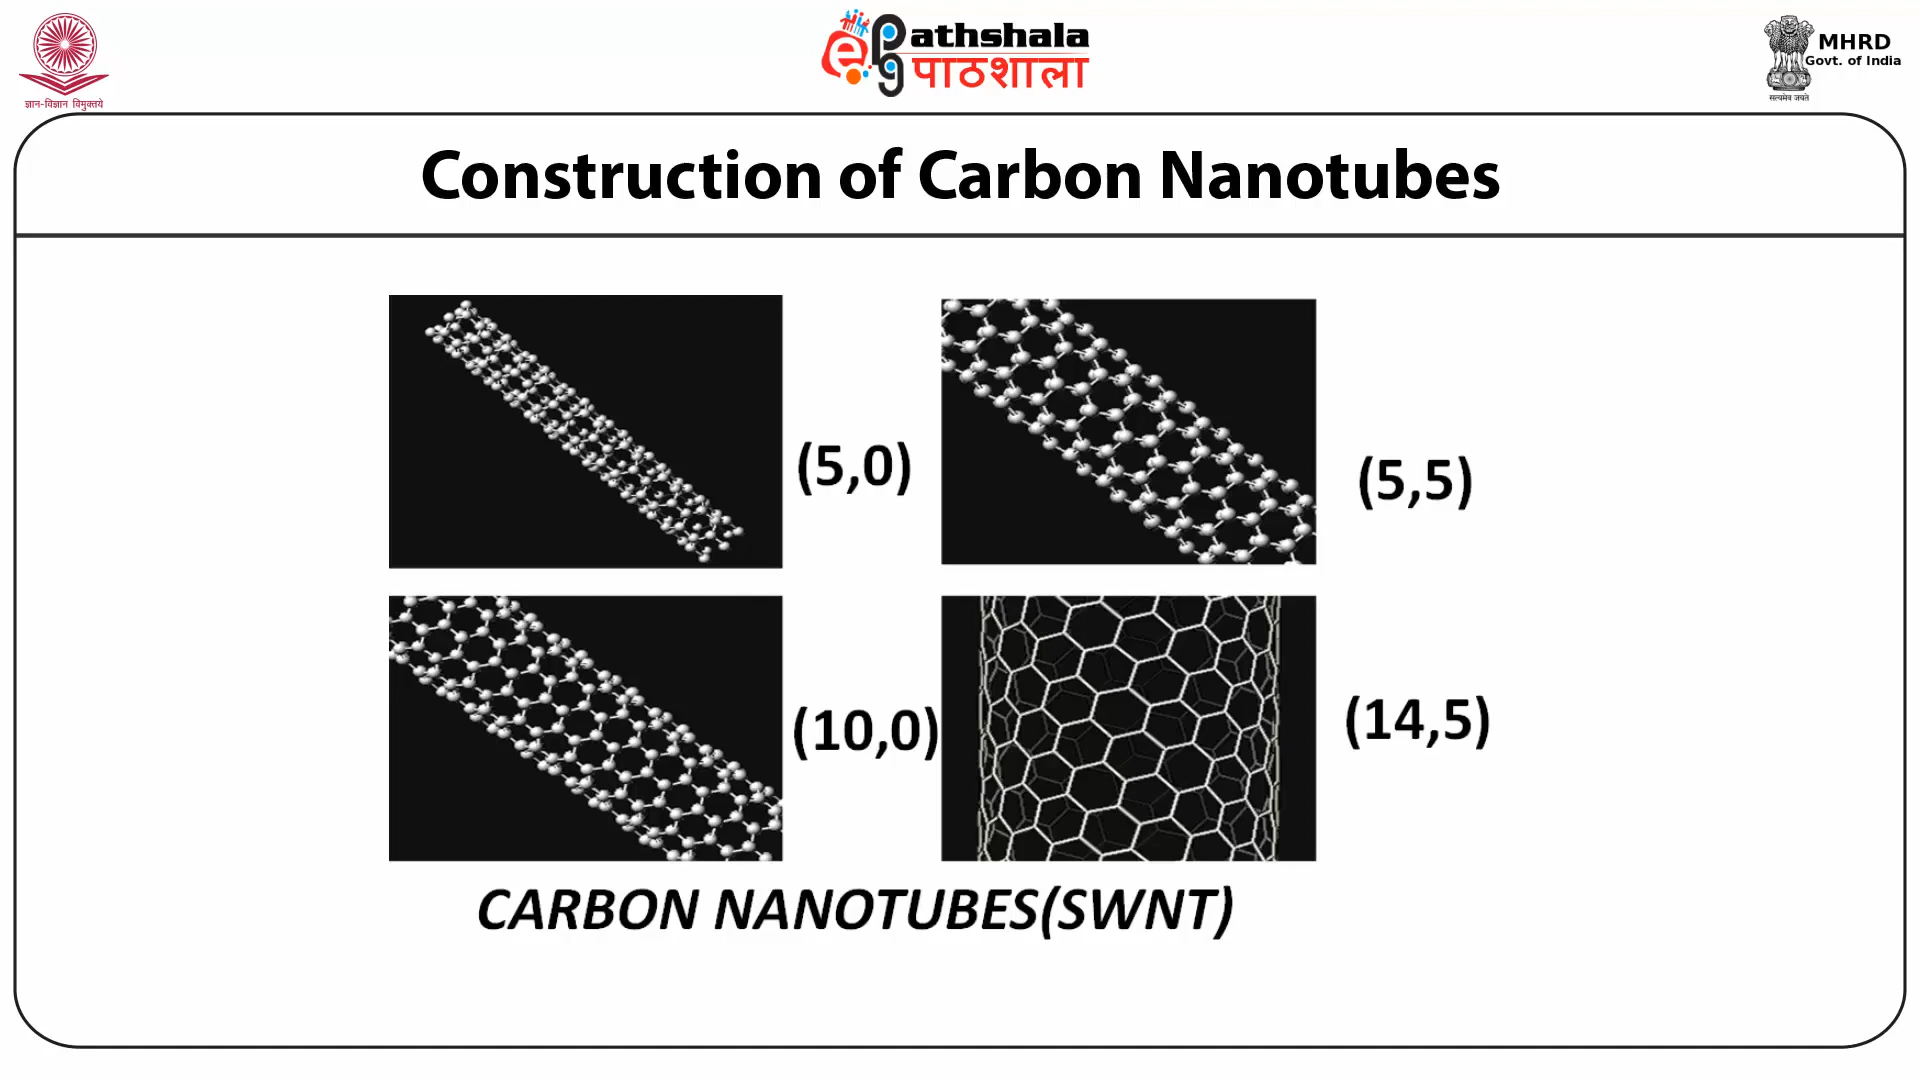 ज्ञान-विज्ञान विमुक्तये
ePathshala
पाठशाला
MHRD
Govt. of India
सत्यमेव जयते
Construction of Carbon Nanotubes
(5,0)
(5,5)
(10,0)
(14,5)
CARBON NANOTUBES(SWNT)